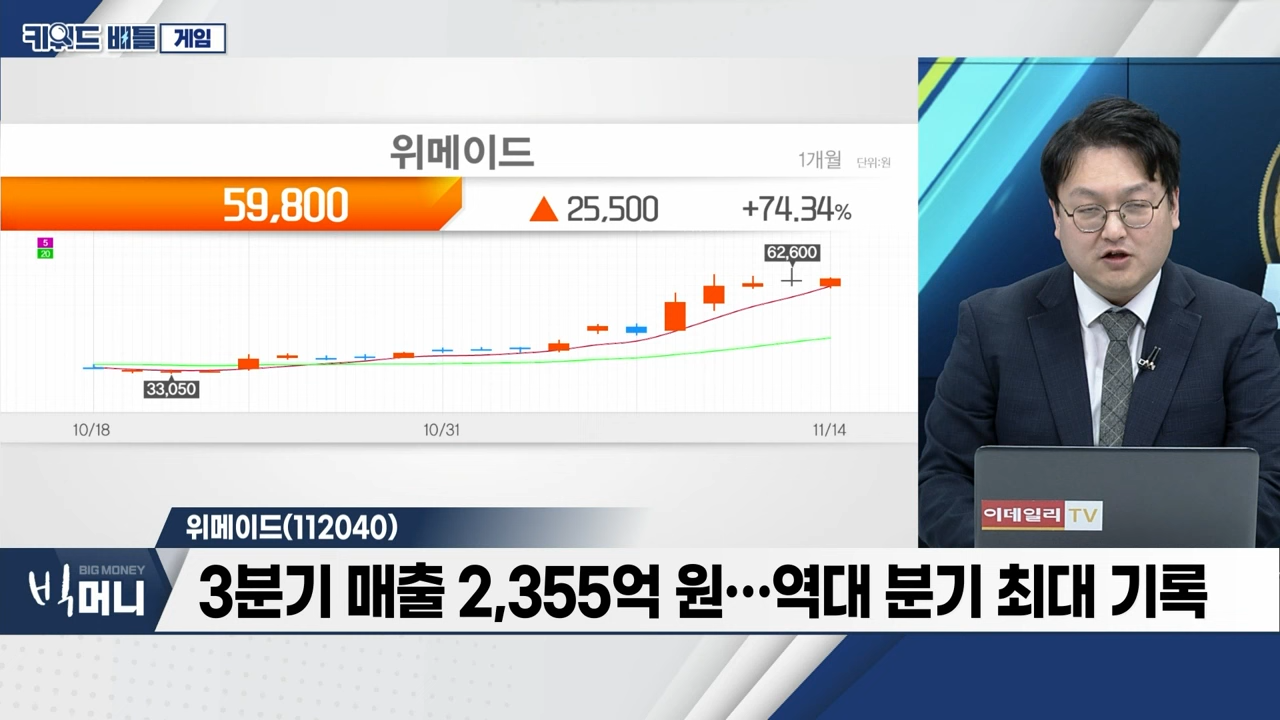 키워드 배틀 게임
위메이드
1개월 단위:원
59,800 ▲ 25,500 +74.34%
5
20
62,600
33,050
10/18 10/31 11/14
이데일리 TV
위메이드(112040)
BIG MONEY
빅머니
3분기 매출 2,355억 원…역대 분기 최대 기록